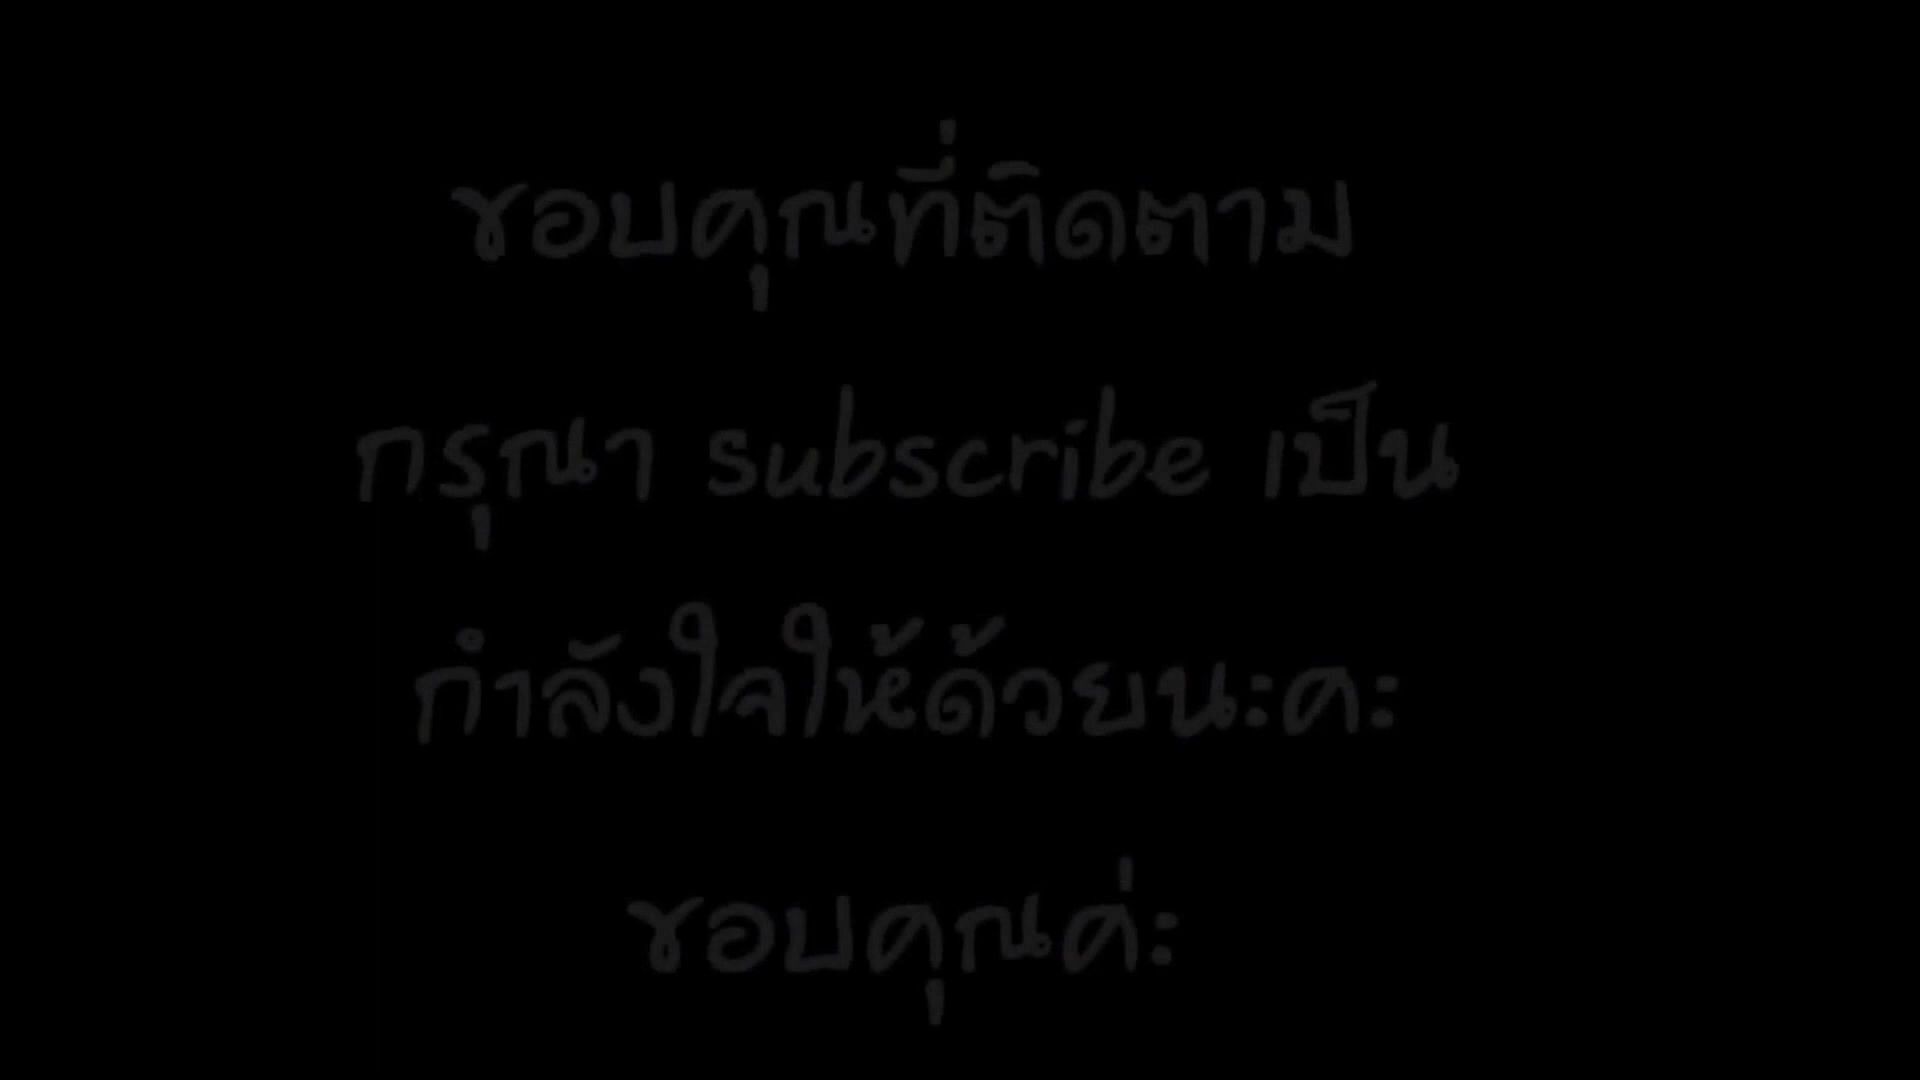 ขอบคุณที่ติดตาม
กรุณา subscribe เป็น
กำลังใจให้ด้วยนะคะ
ขอบคุณค่ะ